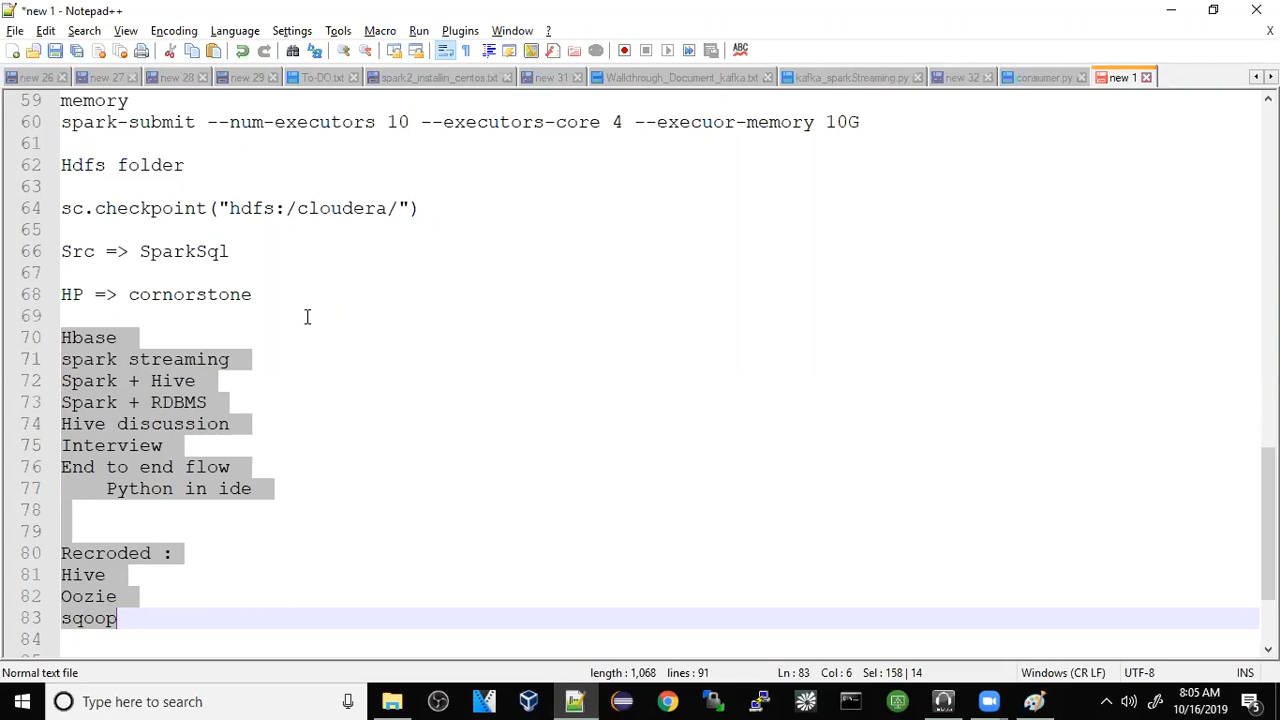 *new 1 - Notepad++
File Edit Search View Encoding Language Settings Tools Macro Run Plugins Window ?
X
ABC
new 26 new 27 new 28 new 29 To-DO.txt spark2_installin_centos.txt new 31 Walkthrough_Document_kafka.txt kafka_sparkStreaming.py new 32 consumer.py new 1
59 memory
60 spark-submit --num-executors 10 --executors-core 4 --execuor-memory 10G
61
62 Hdfs folder
63
64 sc.checkpoint("hdfs:/cloudera/")
65
66 Src => SparkSql
67
68 HP => cornorstone
69
70 Hbase
71 spark streaming
72 Spark + Hive
73 Spark + RDBMS
74 Hive discussion
75 Interview
76 End to end flow
77 Python in ide
78
79
80 Recroded :
81 Hive
82 Oozie
83 sqoop
84
Normal text file length : 1,068 lines : 91 Ln : 83 Col : 6 Sel : 158 | 14 Windows (CR LF) UTF-8 INS
Type here to search
8:05 AM
10/16/2019